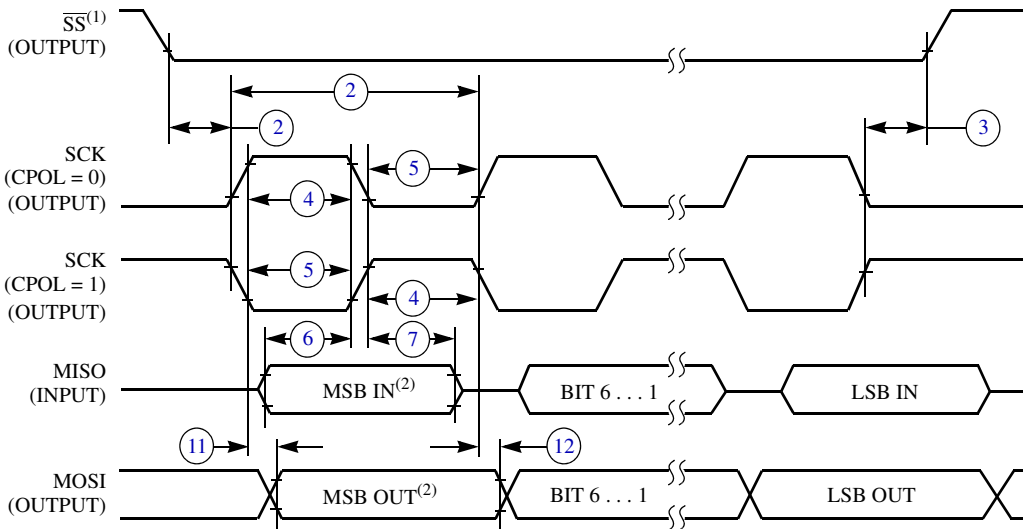 SS(1)
(OUTPUT)
2
2
3
SCK
(CPOL = 0)
(OUTPUT)
5
4
SCK
(CPOL = 1)
(OUTPUT)
5
4
6
7
MISO
(INPUT)
MSB IN(2)
BIT 6 . . . 1
LSB IN
11
12
MOSI
(OUTPUT)
MSB OUT(2)
BIT 6 . . . 1
LSB OUT